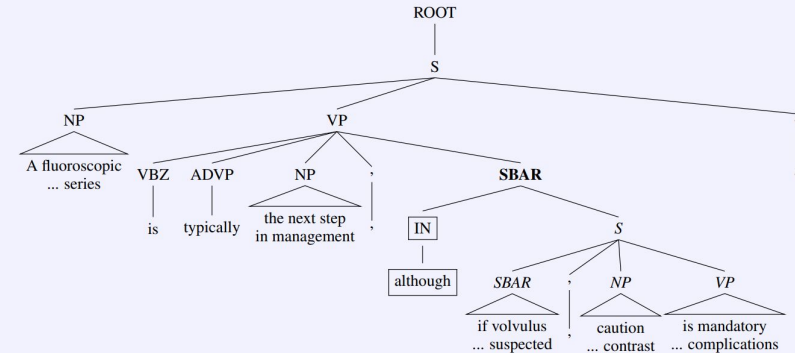 ROOT
S
NP VP
A fluoroscopic
... series
VBZ ADVP NP , SBAR
is typically the next step
in management , IN S
although SBAR , NP VP
if volvulus
... suspected , caution
... contrast is mandatory
... complications